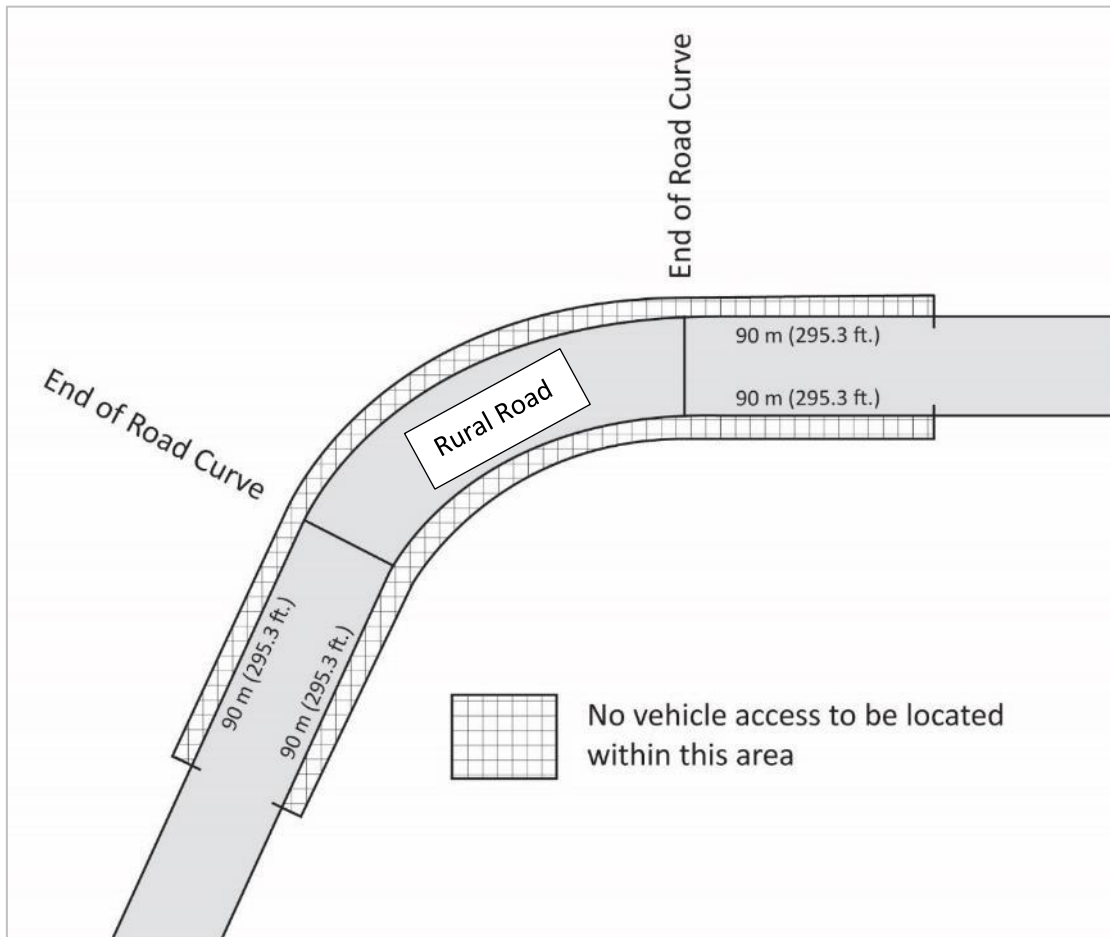 End of Road Curve
90 m (295.3 ft.)
90 m (295.3 ft.)
Rural Road
End of Road Curve
90 m (295.3 ft.)
90 m (295.3 ft.)
No vehicle access to be located
within this area